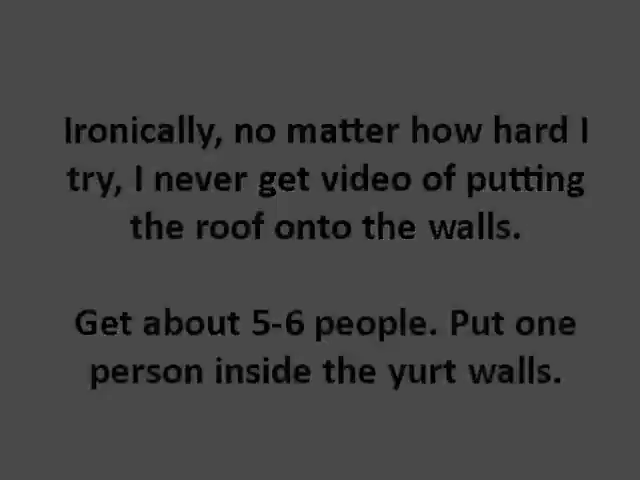 Ironically, no matter how hard I
try, I never get video of putting
the roof onto the walls.
Get about 5-6 people. Put one
person inside the yurt walls.